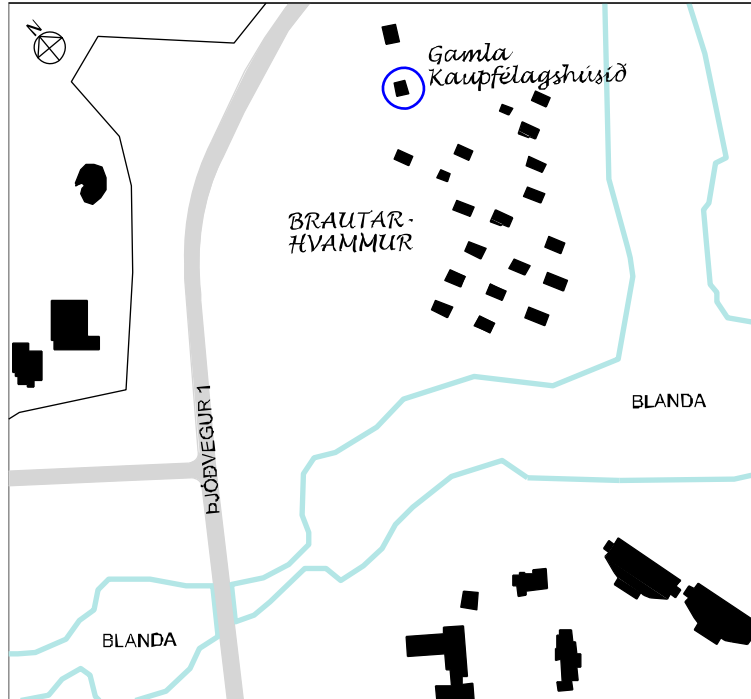 N
Gamla
Kaupfélagshúsið
BRAUTAR-
HVAMMUR
BLANDA
ÞJÓÐVEGUR 1
BLANDA